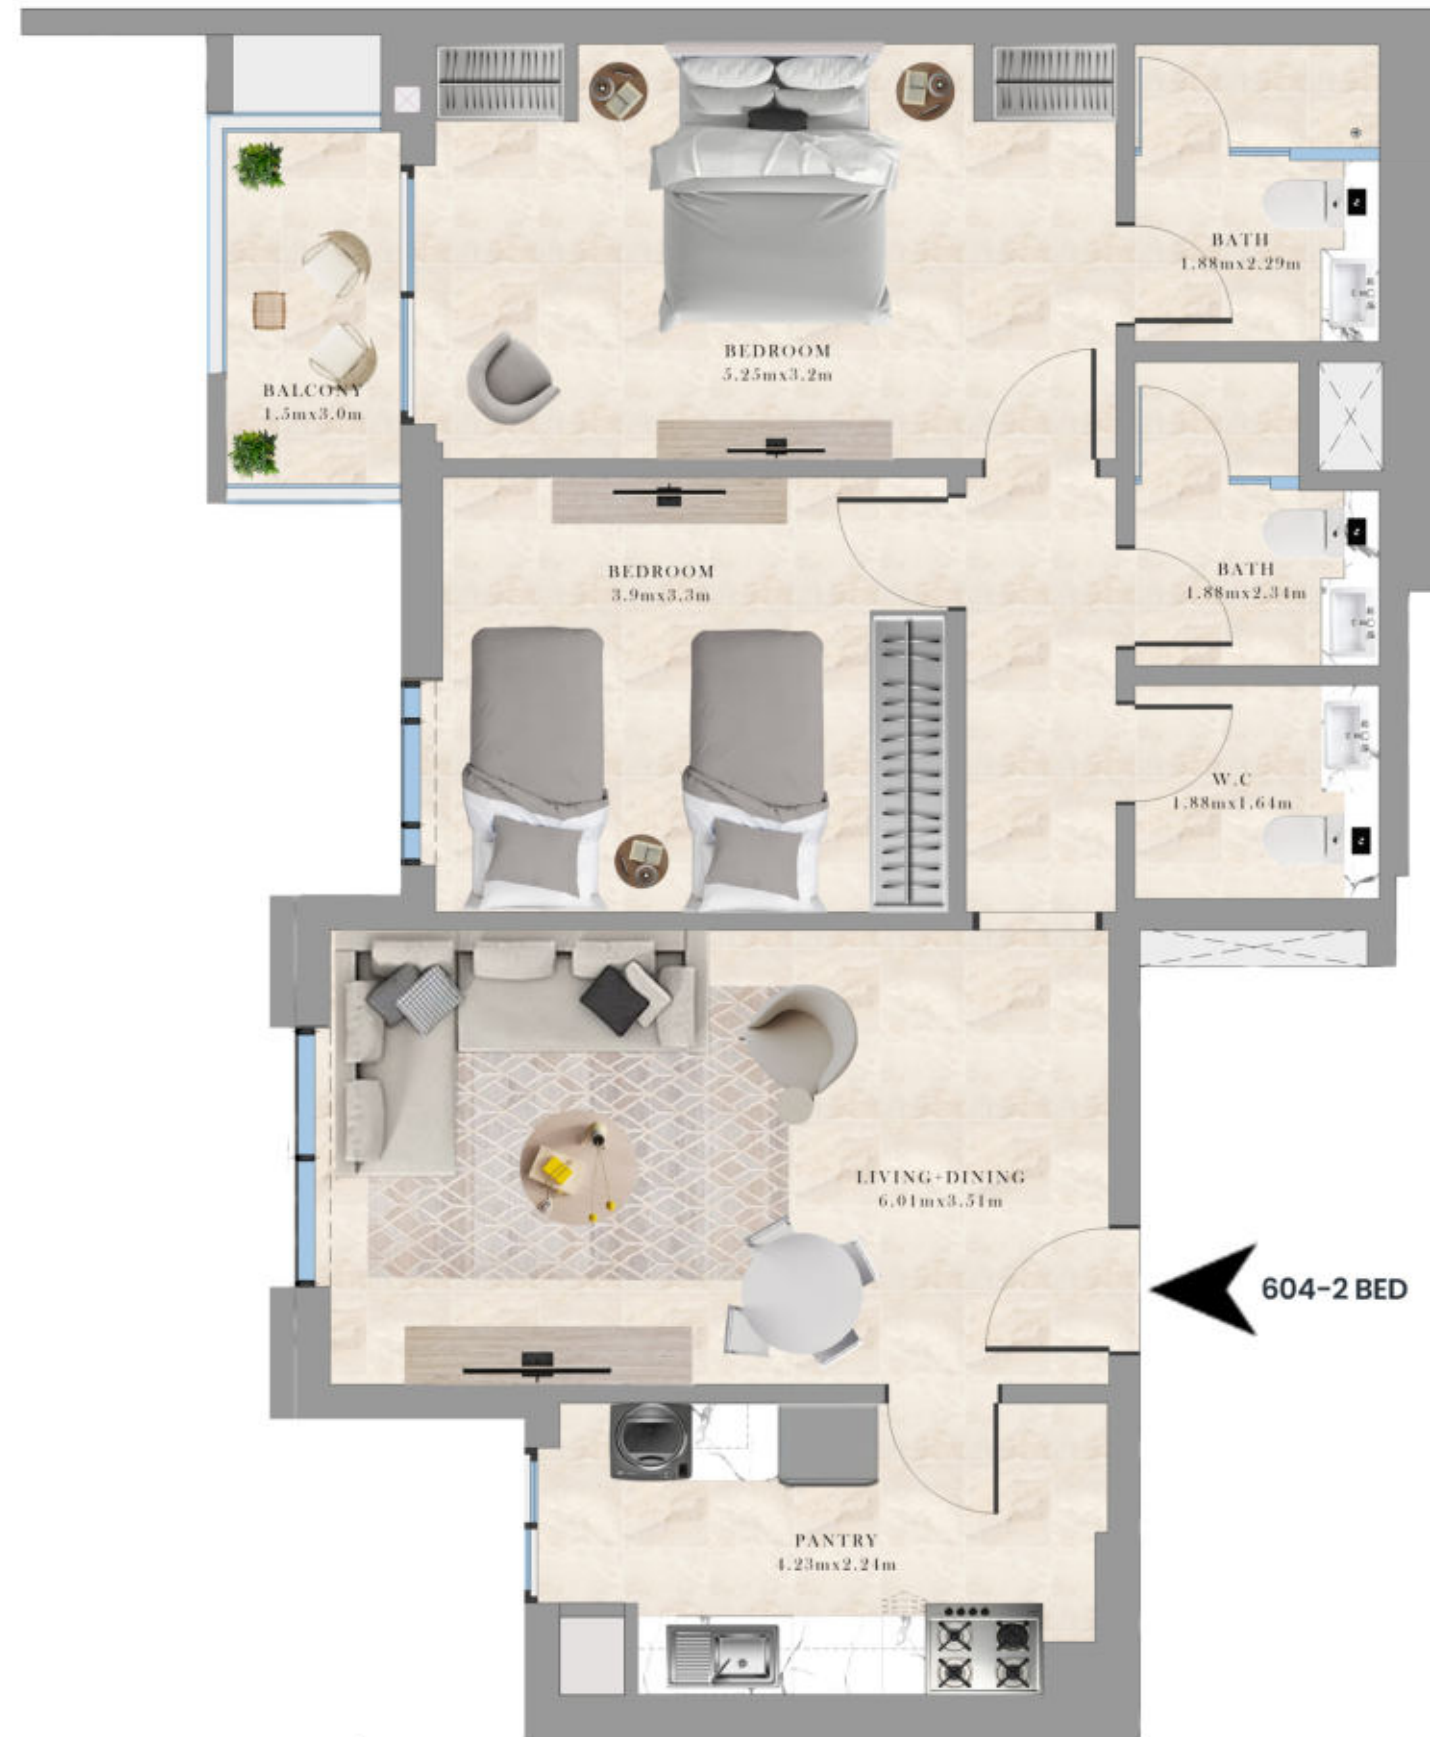 BATH
1.88mx2.29m
BEDROOM
5.25mx3.2m
BALCONY
1.5mx3.0m
BEDROOM
3.9mx3.3m
BATH
1.88mx2.34m
W.C
1.88mx1.64m
LIVING+DINING
6.01mx3.51m
604-2 BED
PANTRY
4.23mx2.24m